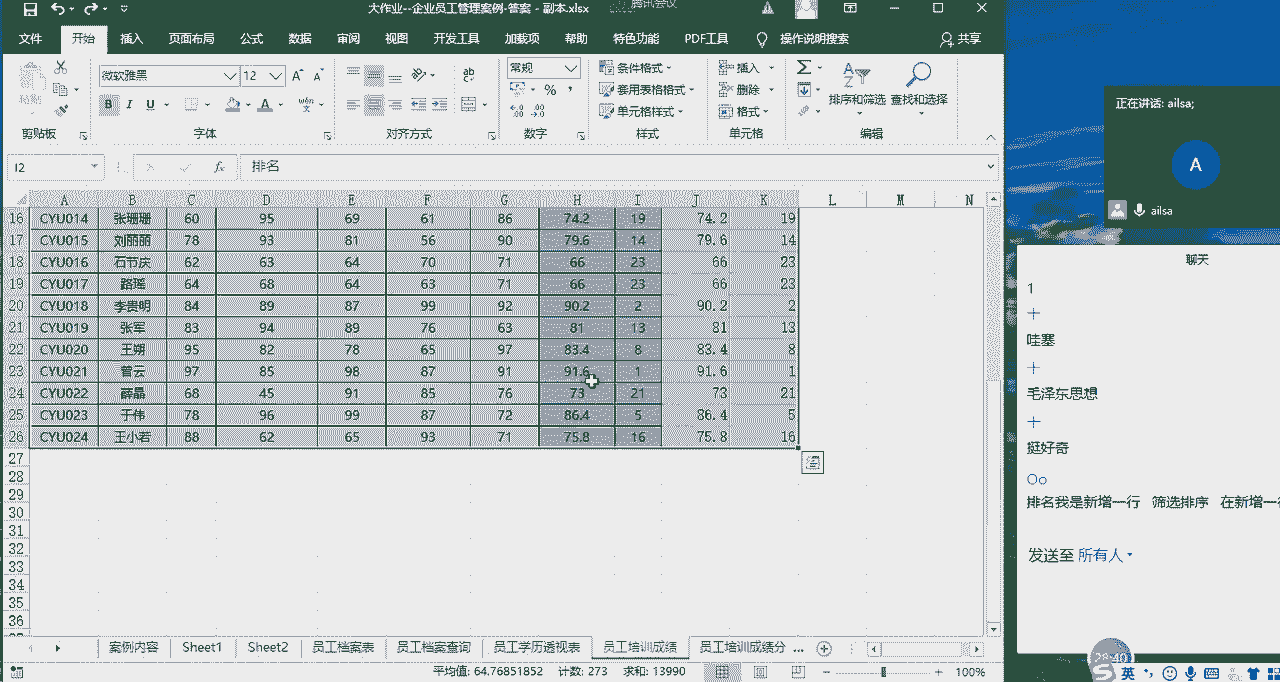 大作业--企业员工管理案例-答案 - 副本.xlsx
腾讯会议
文件 开始 插入 页面布局 公式 数据 审阅 视图 开发工具 加载项 帮助 特色功能 PDF工具 操作说明搜索 共享
粘贴
微软雅黑 12
常规
条件格式
套用表格格式
单元格样式
插入
删除
格式
排序和筛选 查找和选择
剪贴板 字体 对齐方式 数字 样式 单元格 编辑
I2 fx 排名
A B C D F H I J K L M N
16 CYU014 张珊珊 60 95 69 86 74.2 19 74.2 19
17 CYU015 刘丽丽 78 93 81 56 90 79.6 14 79.6 14
18 CYU016 石节庆 62 63 64 70 71 66 23 66 23
19 CYU017 路瑶 64 68 64 63 71 66 23 66 23
20 CYU018 李贵明 84 89 87 99 92 90.2 2 90.2 2
21 CYU019 张军 83 94 89 76 63 81 13 81 13
22 CYU020 王朔 95 82 78 65 97 83.4 8 83.4 8
23 CYU021 曾云 97 85 98 87 91 91.6 1 91.6 1
24 CYU022 薛晶 68 45 91 85 76 73 21 73 21
25 CYU023 于伟 78 96 99 87 72 86.4 5 86.4 5
26 CYU024 王小若 88 62 65 93 71 75.8 16 75.8 16
27
28
29
30
31
32
33
34
35
36
案例内容 Sheet1 Sheet2 员工档案表 员工档案查询 员工学历透视表 员工培训成绩 员工培训成绩分 ...
平均值: 64.76851852 计数: 273 求和: 13990 100%
正在讲话: ailsa;
A
ailsa
聊天
1
十
哇塞
十
毛泽东思想
十
挺好奇
Oo
排名我是新增一行 筛选排序 在新增一行
发送至 所有人
28:40
英